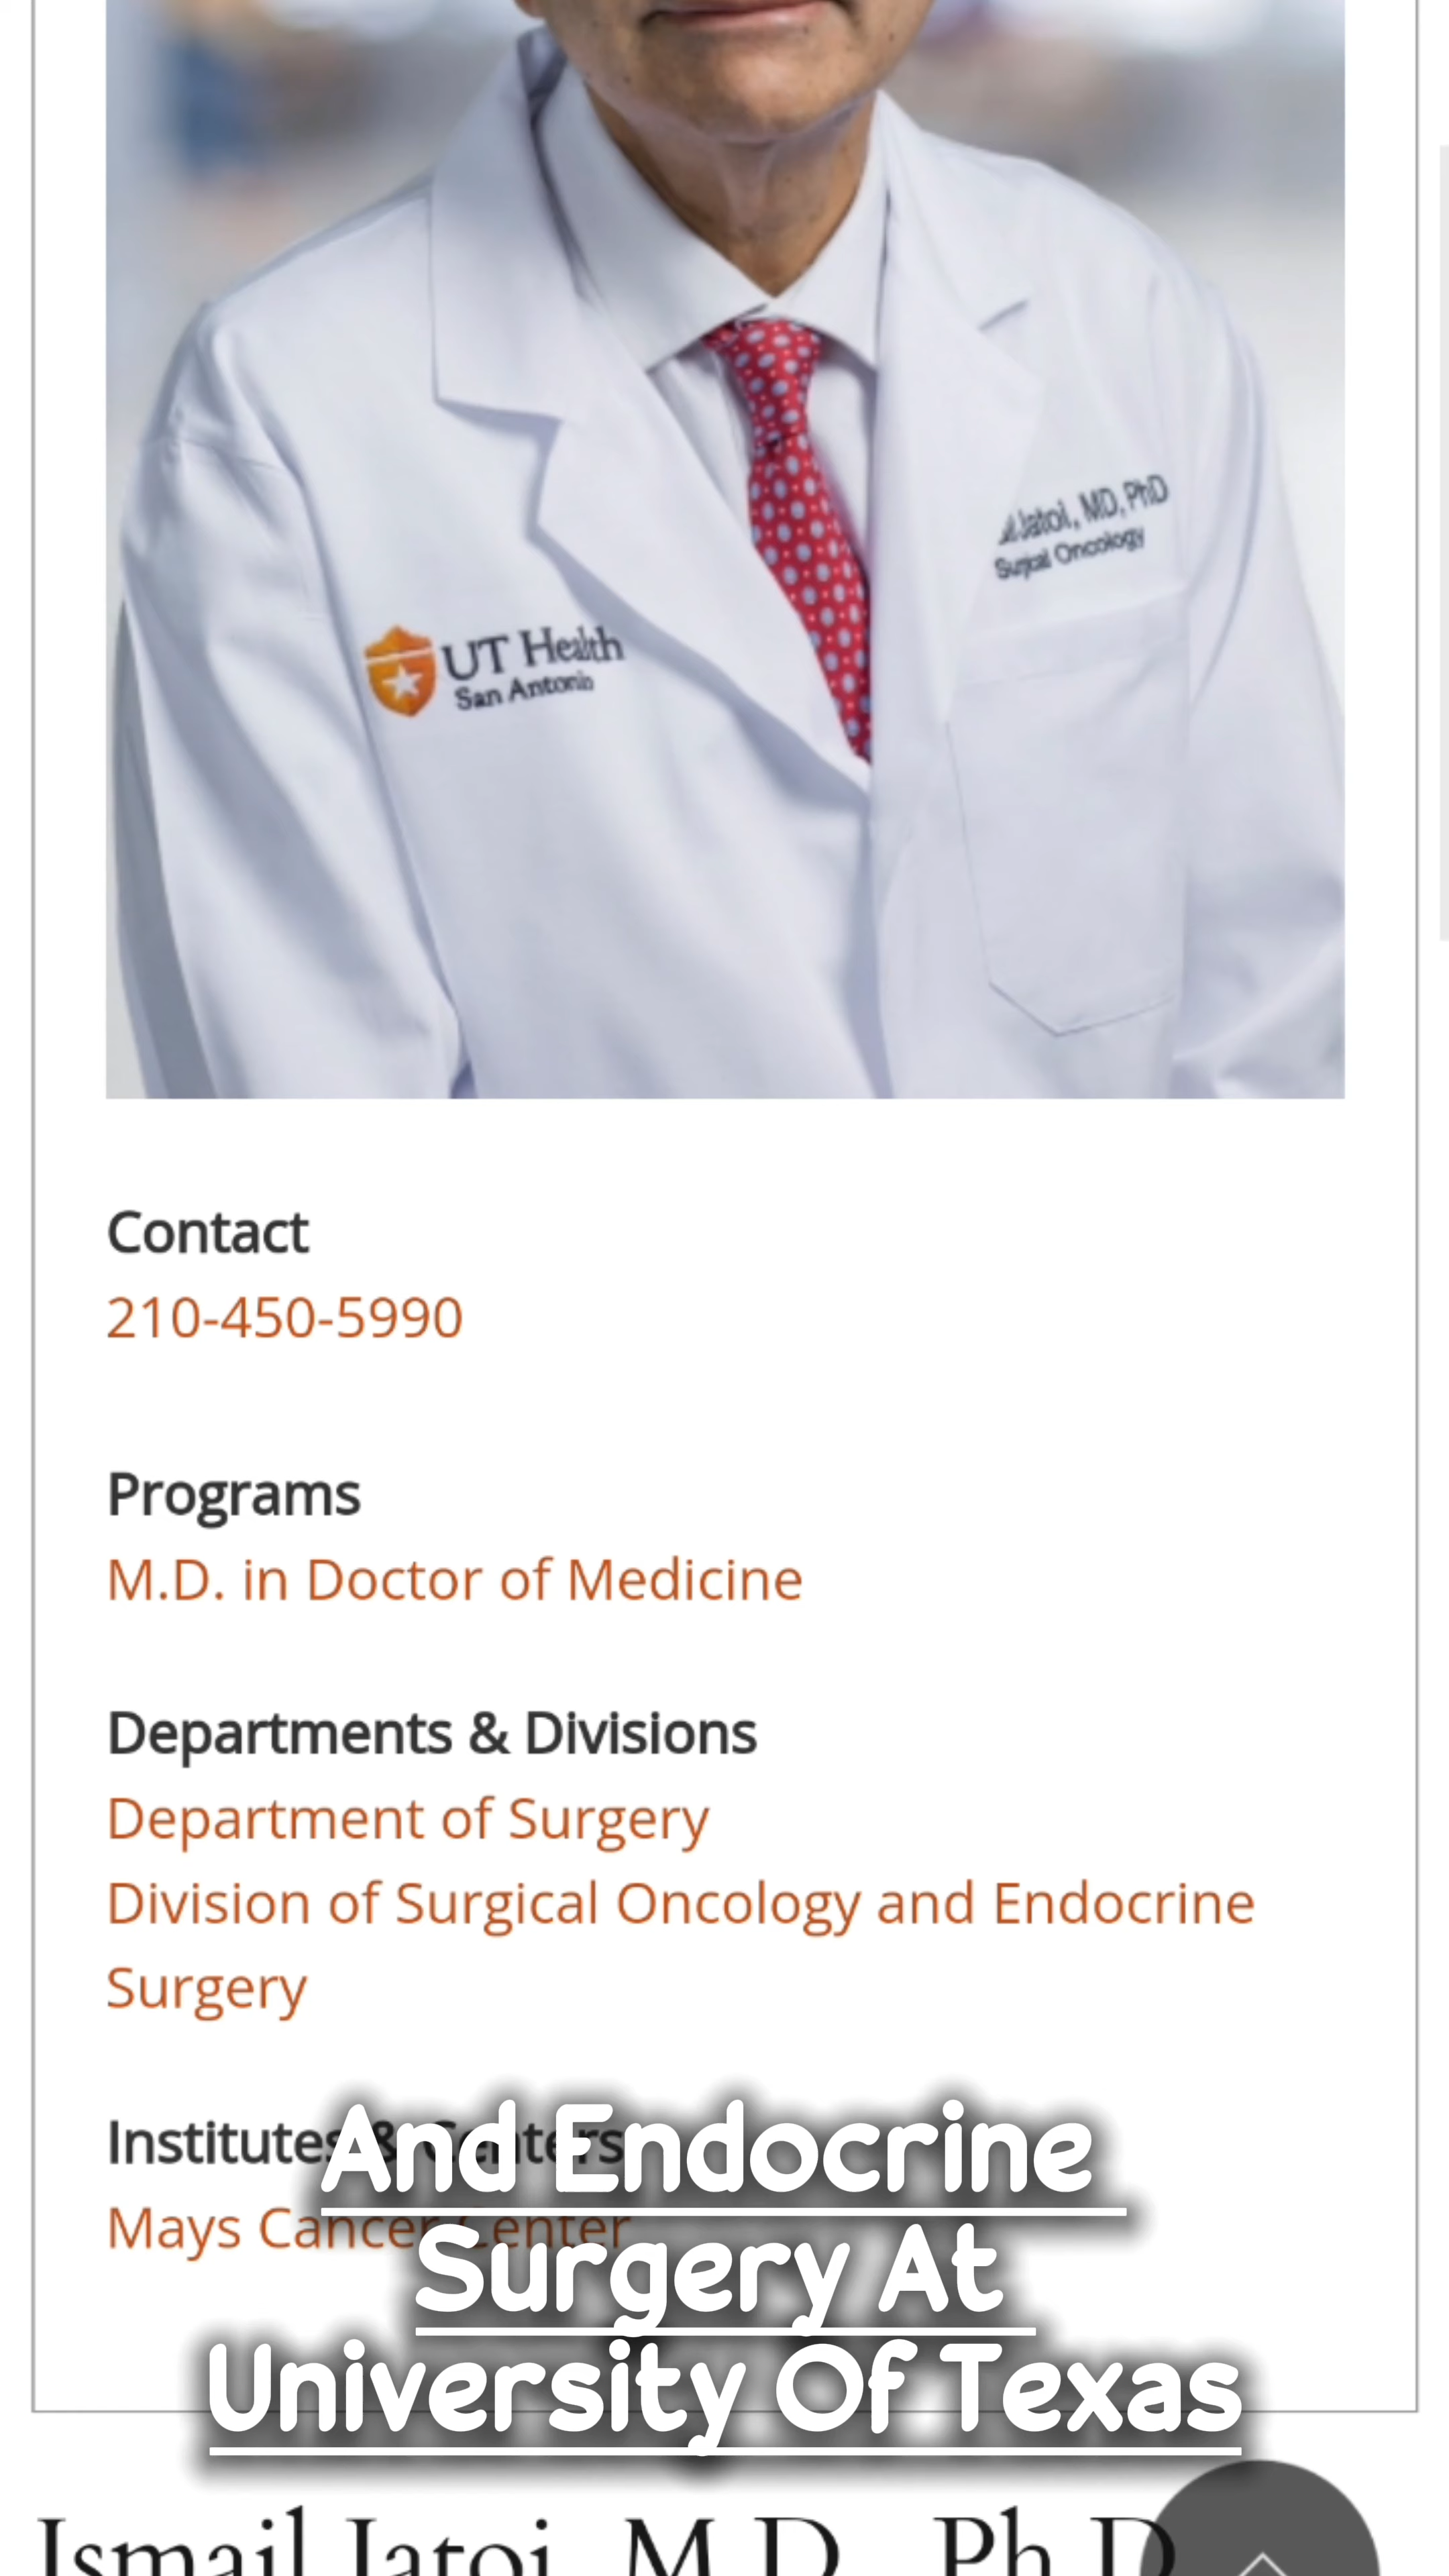 Jatoi, MD, PhD
Surgical Oncology
UT Health
San Antonio
Contact
210-450-5990
Programs
M.D. in Doctor of Medicine
Departments & Divisions
Department of Surgery
Division of Surgical Oncology and Endocrine
Surgery
Institutes & Centers
Mays Cancer Center
And Endocrine
Surgery At
University Of Texas
Ismail Jatoi, M.D., Ph.D.